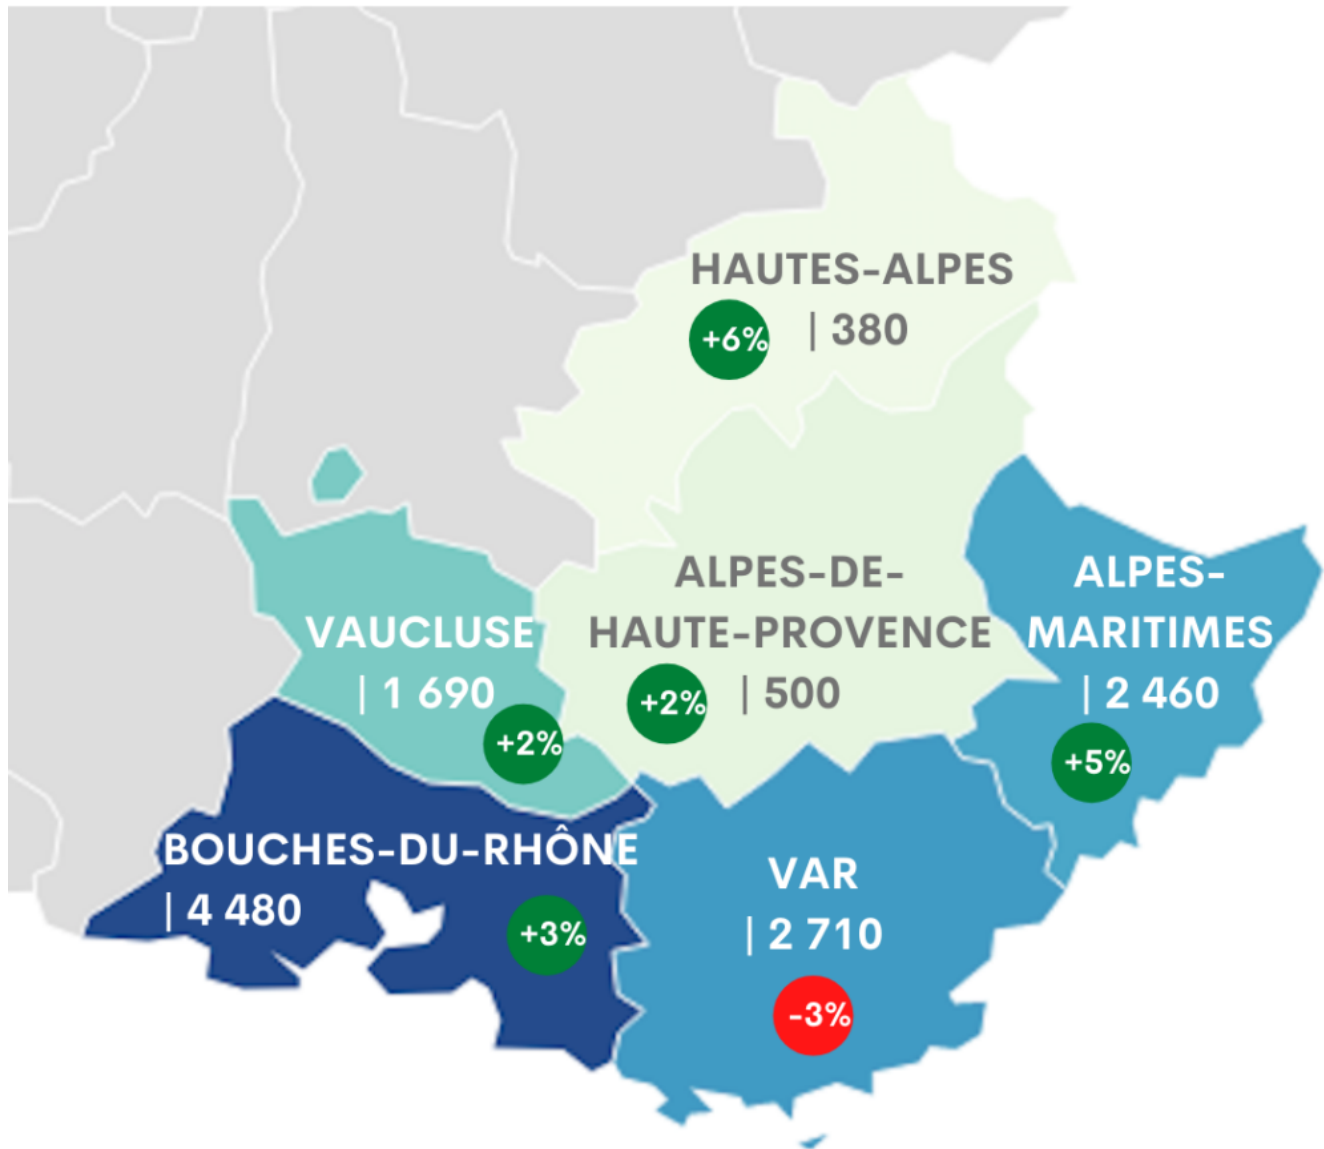 HAUTES-ALPES
+6% | 380
ALPES-DE-
HAUTE-PROVENCE
+2% | 500
ALPES-
MARITIMES
| 2 460
+5%
VAUCLUSE
| 1 690
+2%
BOUCHES-DU-RHÔNE
| 4 480
+3%
VAR
| 2 710
-3%